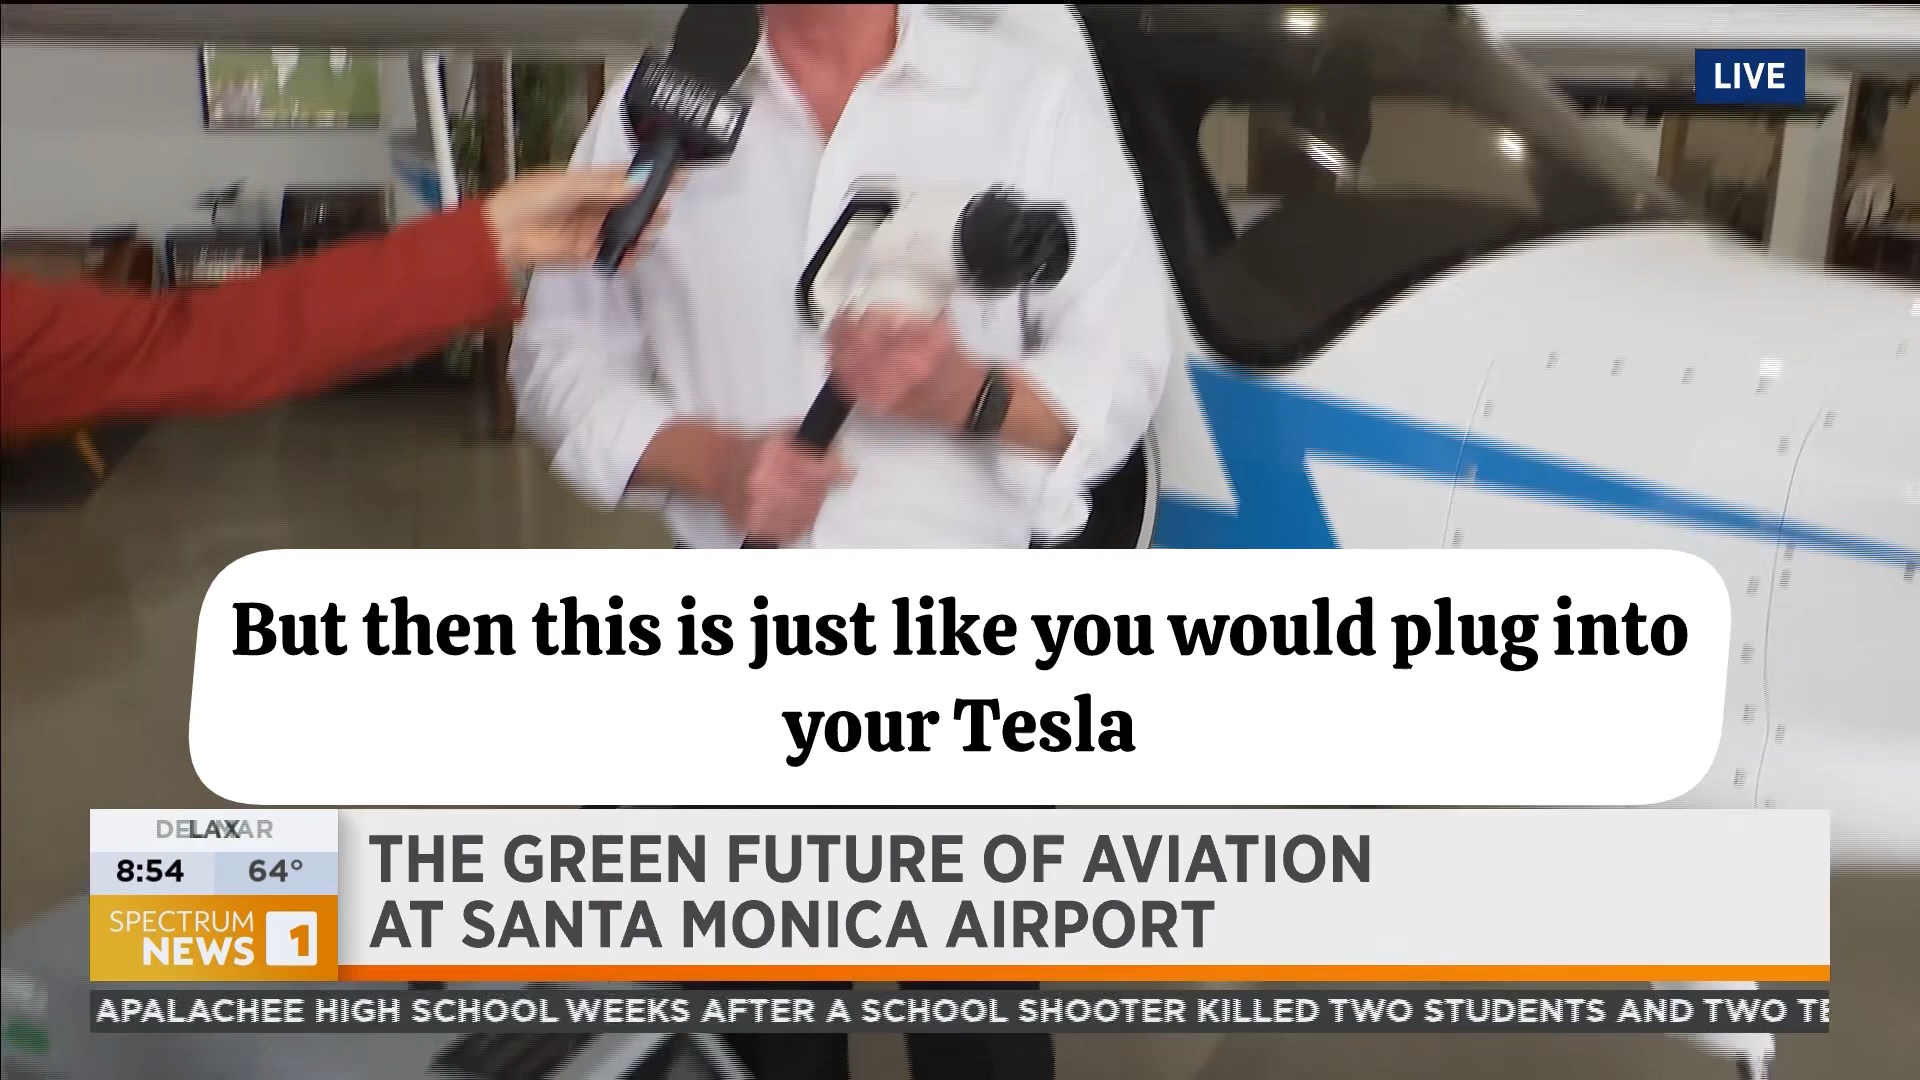 LIVE
But then this is just like you would plug into
your Tesla
8:54 64°
SPECTRUM
NEWS 1
THE GREEN FUTURE OF AVIATION
AT SANTA MONICA AIRPORT
APALACHEE HIGH SCHOOL WEEKS AFTER A SCHOOL SHOOTER KILLED TWO STUDENTS AND TWO